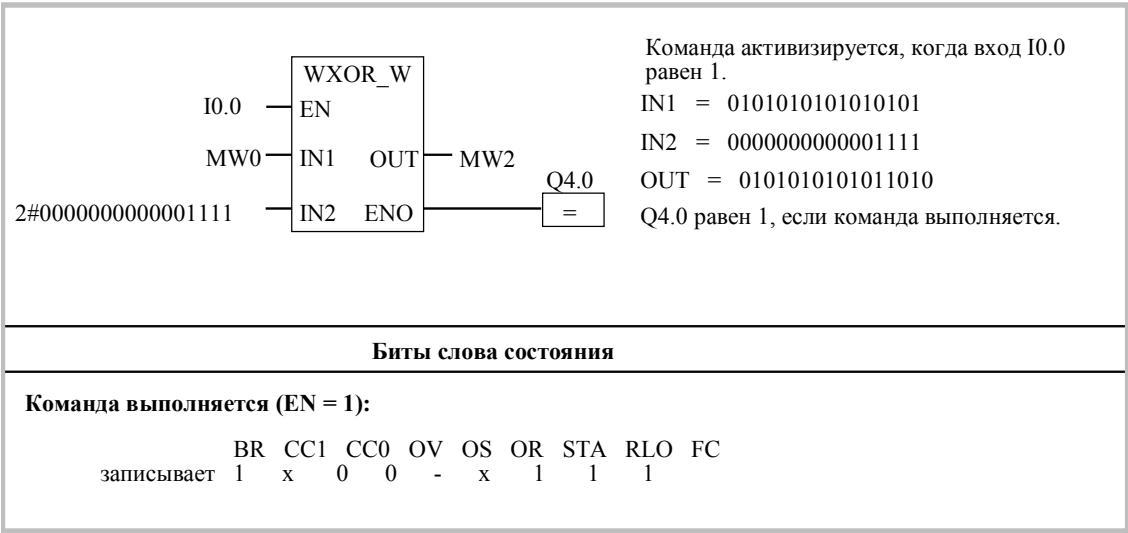 WXOR_W
I0.0 EN
MW0 IN1 OUT MW2
Q4.0
2#0000000000001111 IN2 ENO =
Команда активизируется, когда вход I0.0
равен 1.
IN1 = 0101010101010101
IN2 = 0000000000001111
OUT = 0101010101011010
Q4.0 равен 1, если команда выполняется.
Биты слова состояния
Команда выполняется (EN = 1):
BR CC1 CC0 OV OS OR STA RLO FC
записывает 1 x 0 0 - x 1 1 1